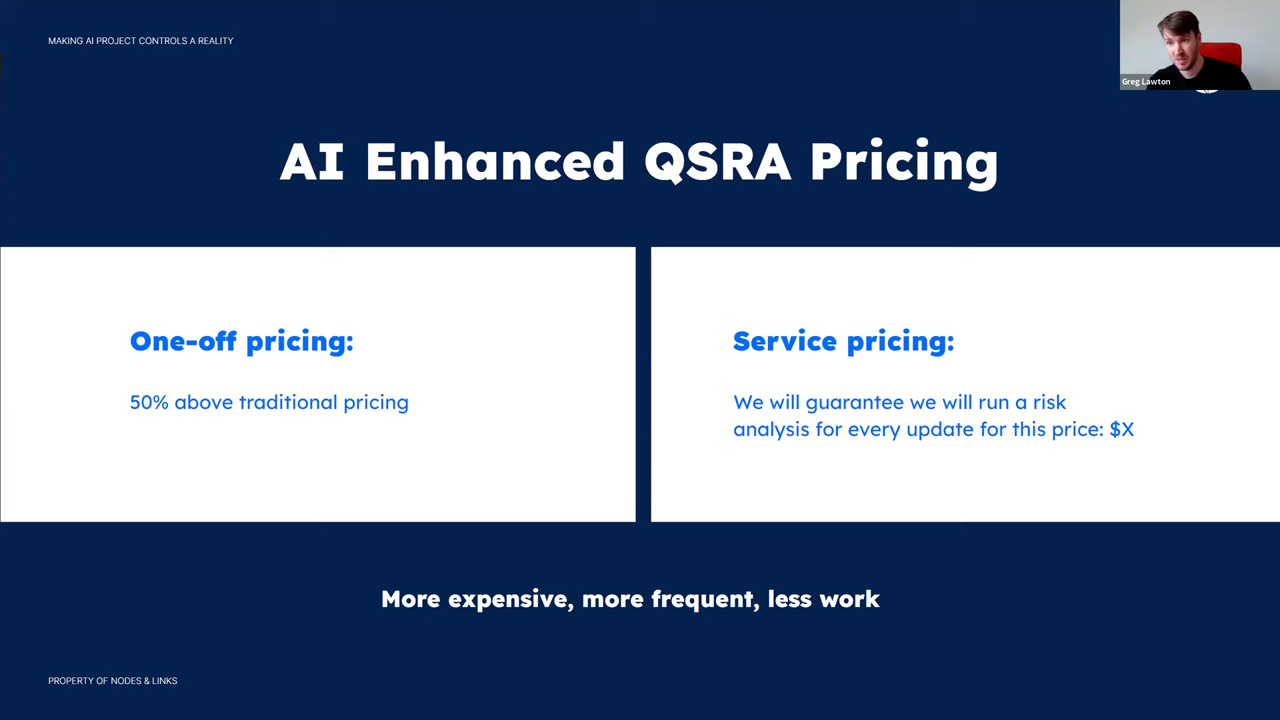 MAKING AI PROJECT CONTROLS A REALITY
Greg Lawton
AI Enhanced QSRA Pricing
One-off pricing:
50% above traditional pricing
Service pricing:
We will guarantee we will run a risk
analysis for every update for this price: $X
More expensive, more frequent, less work
PROPERTY OF NODES & LINKS